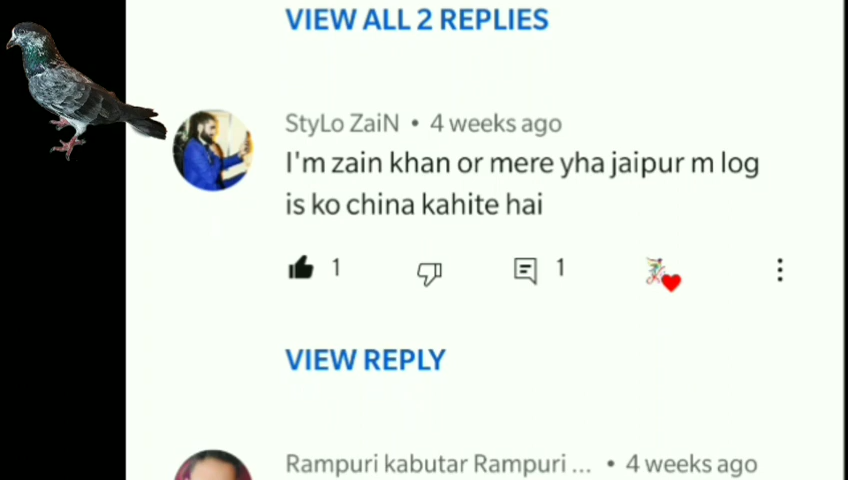 VIEW ALL 2 REPLIES
StyLo ZaiN • 4 weeks ago
I'm zain khan or mere yha jaipur m log
is ko china kahite hai
1
1
VIEW REPLY
Rampuri kabutar Rampuri ... • 4 weeks ago